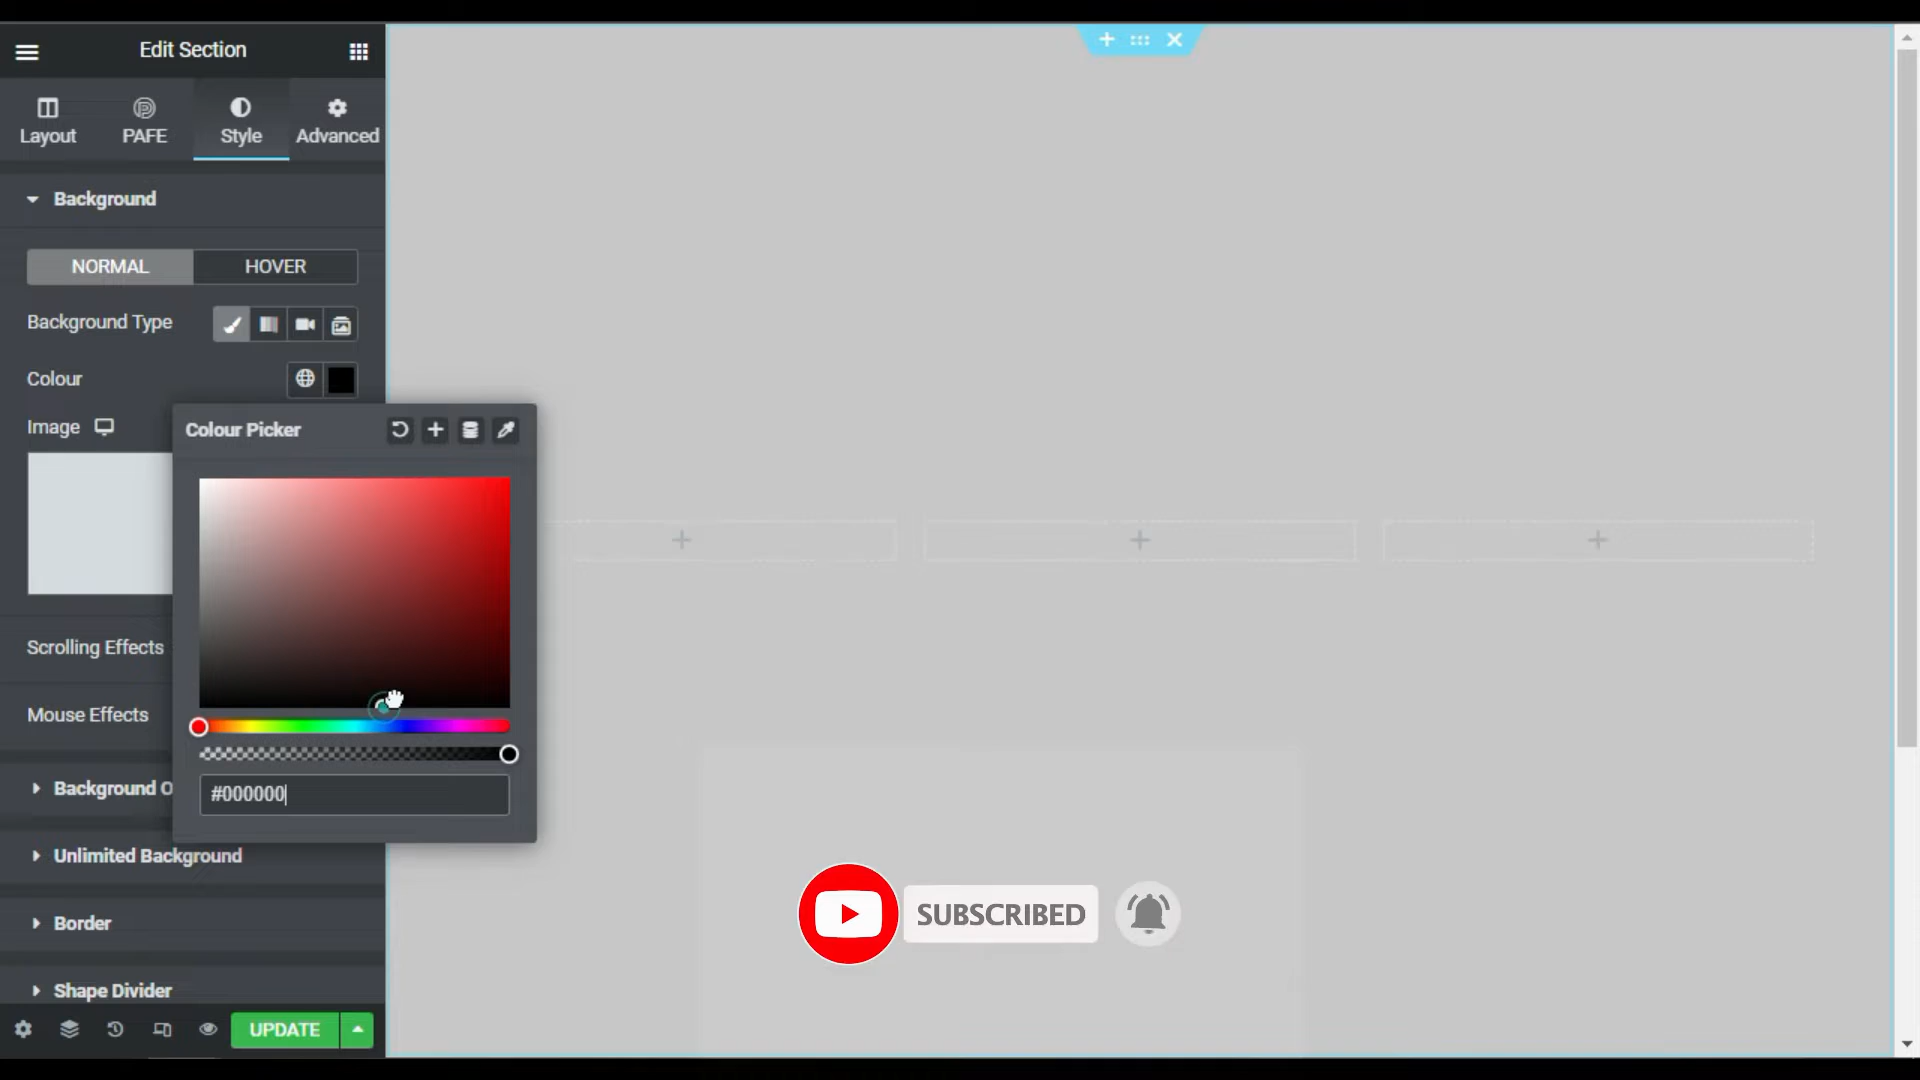 Edit Section
Layout
PAFE
Style
Advanced
Background
NORMAL
HOVER
Background Type
Colour
Image
Colour Picker
#000000
Scrolling Effects
Mouse Effects
Background O
Unlimited Background
Border
Shape Divider
UPDATE
SUBSCRIBED